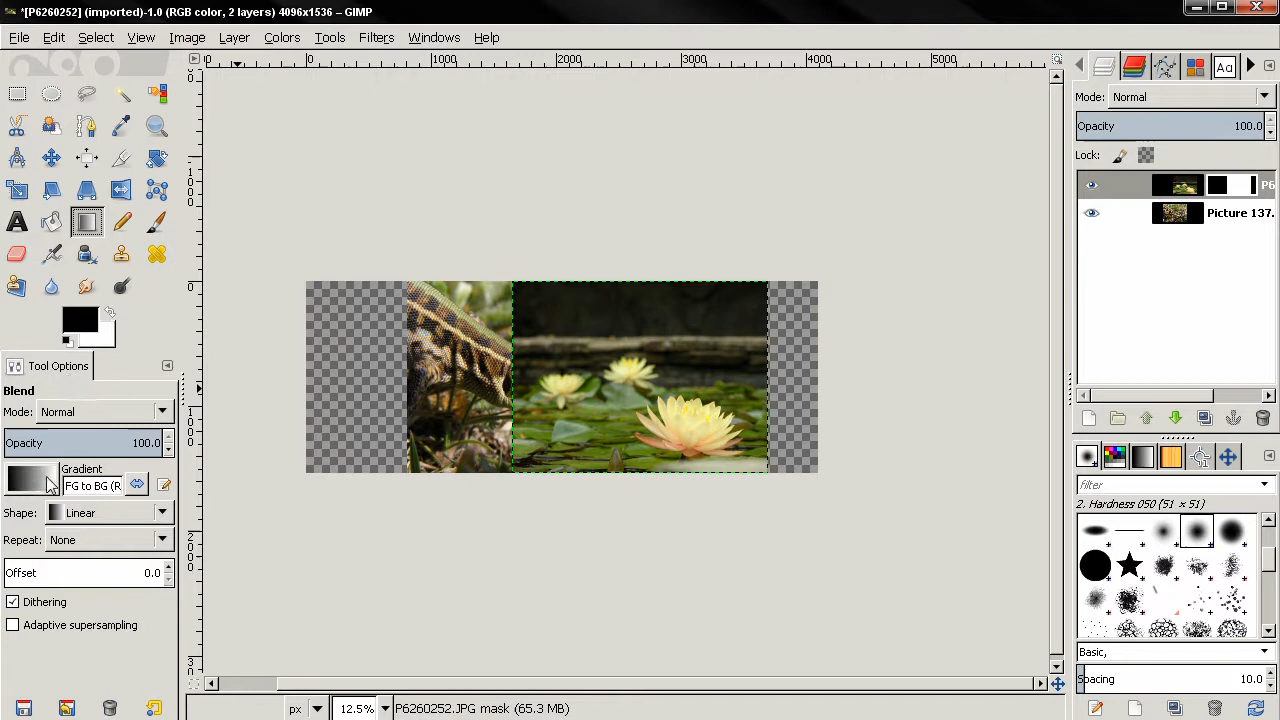 *[P6260252] (imported)-1.0 (RGB color, 2 layers) 4096x1536 – GIMP
File Edit Select View Image Layer Colors Tools Filters Windows Help
0 1000 2000 3000 4000 5000
Mode: Normal
Opacity 100.0
Lock:
P6
Picture 137.
Tool Options
Blend
Mode: Normal
Opacity 100.0
Gradient
FG to BG (R
Shape: Linear
Repeat: None
Offset 0.0
Dithering
Adaptive supersampling
filter
2. Hardness 050 (51 × 51)
Basic,
Spacing 10.0
px 12.5% P6260252.JPG mask (65.3 MB)